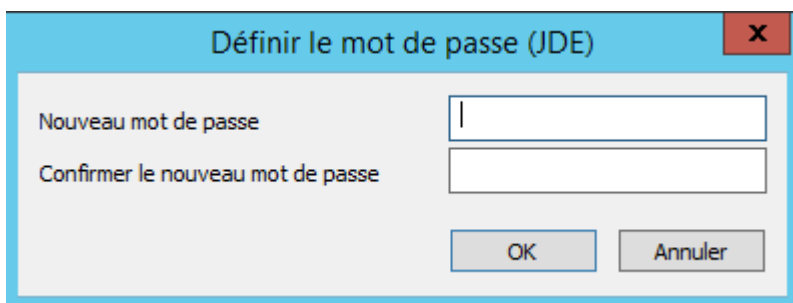 Définir le mot de passe (JDE)
x
Nouveau mot de passe
Confirmer le nouveau mot de passe
OK Annuler